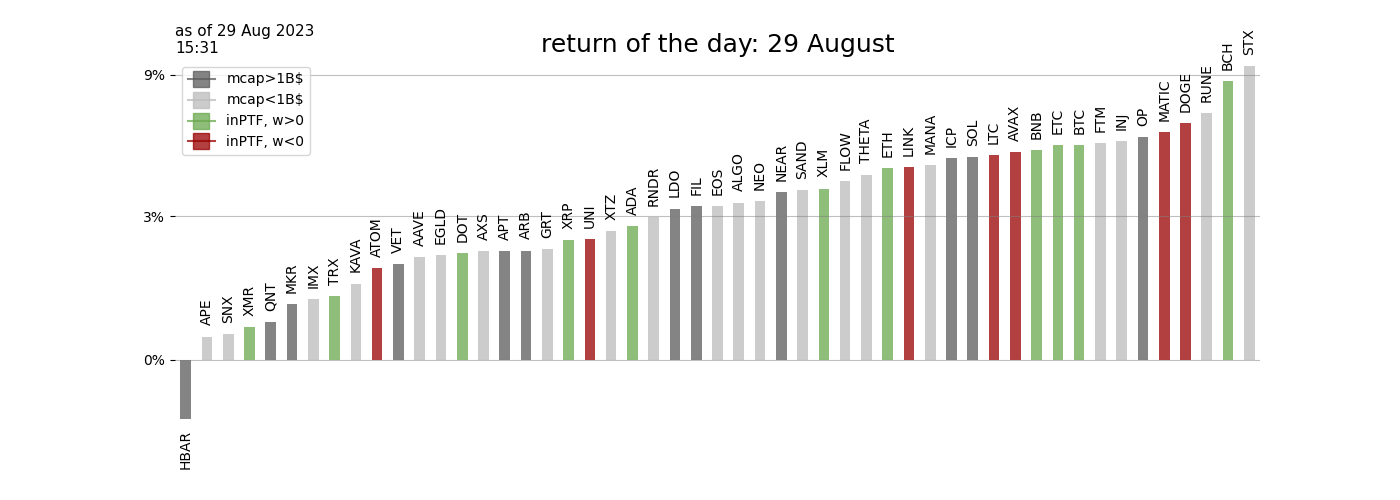 as of 29 Aug 2023
15:31
return of the day: 29 August
9%
3%
0%
mcap>1B$
mcap<1B$
inPTF, w>0
inPTF, w<0
HBAR
APE
SNX
XMR
QNT
MKR
IMX
TRX
KAVA
ATOM
VET
AAVE
EGLD
DOT
AXS
APT
ARB
GRT
XRP
UNI
XTZ
ADA
RNDR
LDO
FIL
EOS
ALGO
NEO
NEAR
SAND
XLM
FLOW
THETA
ETH
LINK
MANA
ICP
SOL
LTC
AVAX
BNB
ETC
BTC
FTM
INJ
OP
MATIC
DOGE
RUNE
BCH
STX